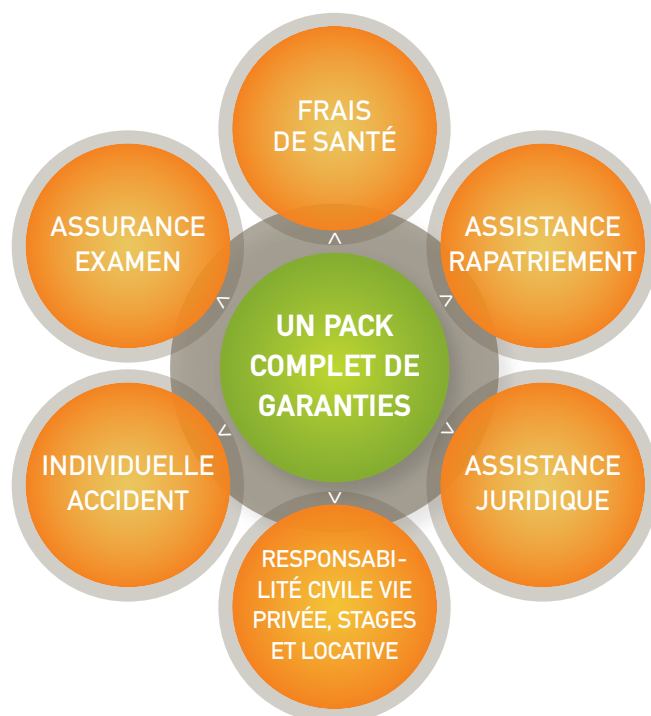 FRAIS
DE SANTÉ
ASSURANCE
EXAMEN
ASSISTANCE
RAPATRIEMENT
UN PACK
COMPLET DE
GARANTIES
INDIVIDUELLE
ACCIDENT
ASSISTANCE
JURIDIQUE
RESPONSABI-
LITÉ CIVILE VIE
PRIVÉE, STAGES
ET LOCATIVE